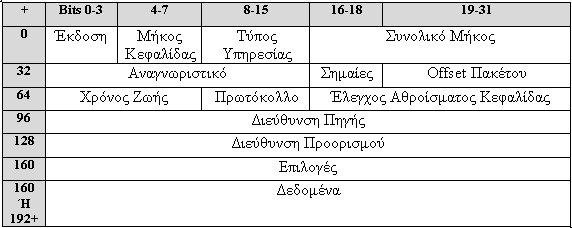 + Bits 0-3 4-7 8-15 16-18 19-31
0 Έκδοση Μήκος Κεφαλίδας Τύπος Υπηρεσίας Συνολικό Μήκος
32 Αναγνωριστικό Σημαίες Offset Πακέτου
64 Χρόνος Ζωής Πρωτόκολλο Έλεγχος Αθροίσματος Κεφαλίδας
96 Διεύθυνση Πηγής
128 Διεύθυνση Προορισμού
160 Επιλογές
160 Ή 192+ Δεδομένα